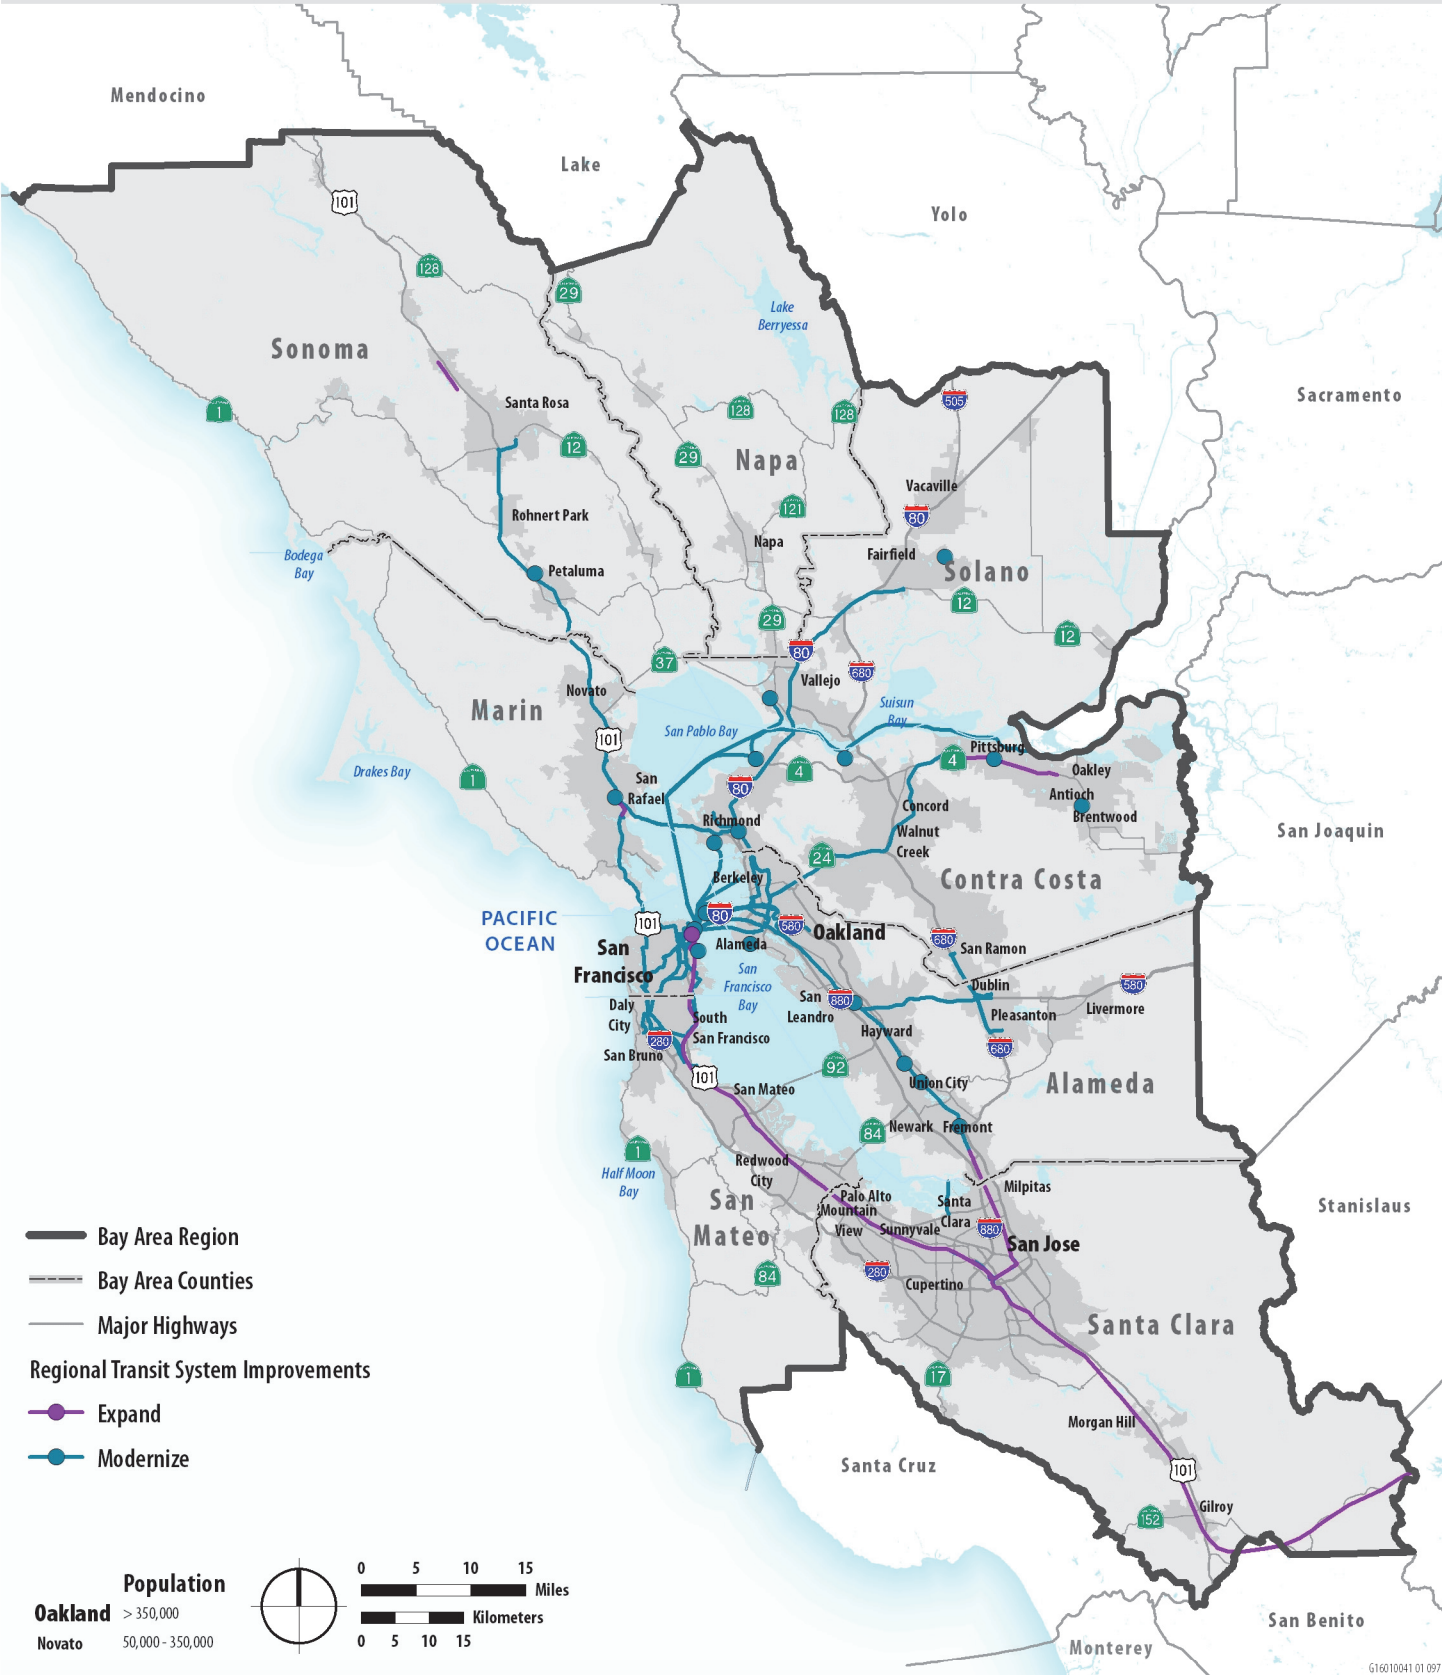 Mendocino
Lake
Yolo
101
128
29
Lake
Berryessa
Sonoma
Sacramento
505
1
Santa Rosa
128
128
12
29
Napa
Vacaville
121
80
Rohnert Park
Napa
Fairfield
Bodega
Bay
Petaluma
Solano
12
29
12
37
80
680
Vallejo
Novato
Marin
Suisun
Bay
San Pablo Bay
101
Pittsburg
4
Drakes Bay
1
4
Oakley
San
Rafael
80
Antioch
Concord
Brentwood
Richmond
Walnut
Creek
San Joaquin
24
Berkeley
Contra Costa
PACIFIC
OCEAN
101
80
580
Oakland
680
San
Francisco
Alameda
San Ramon
San
Francisco
Bay
Dublin
580
Daly
City
San
Leandro
880
Pleasanton
Livermore
South
San Francisco
Hayward
280
San Bruno
680
92
101
San Mateo
Union City
Alameda
84
Newark
Fremont
1
Half Moon
Bay
Redwood
City
Milpitas
San
Mateo
Palo Alto
Mountain
View
Santa
Clara
Sunnyvale
Stanislaus
880
San Jose
280
84
Cupertino
Santa Clara
1
17
Morgan Hill
Santa Cruz
101
152
Gilroy
Bay Area Region
Bay Area Counties
Major Highways
Regional Transit System Improvements
Expand
Modernize
Population
Oakland > 350,000
Novato 50,000 - 350,000
0 5 10 15
Miles
Kilometers
0 5 10 15
San Benito
Monterey
G16010041 01 097